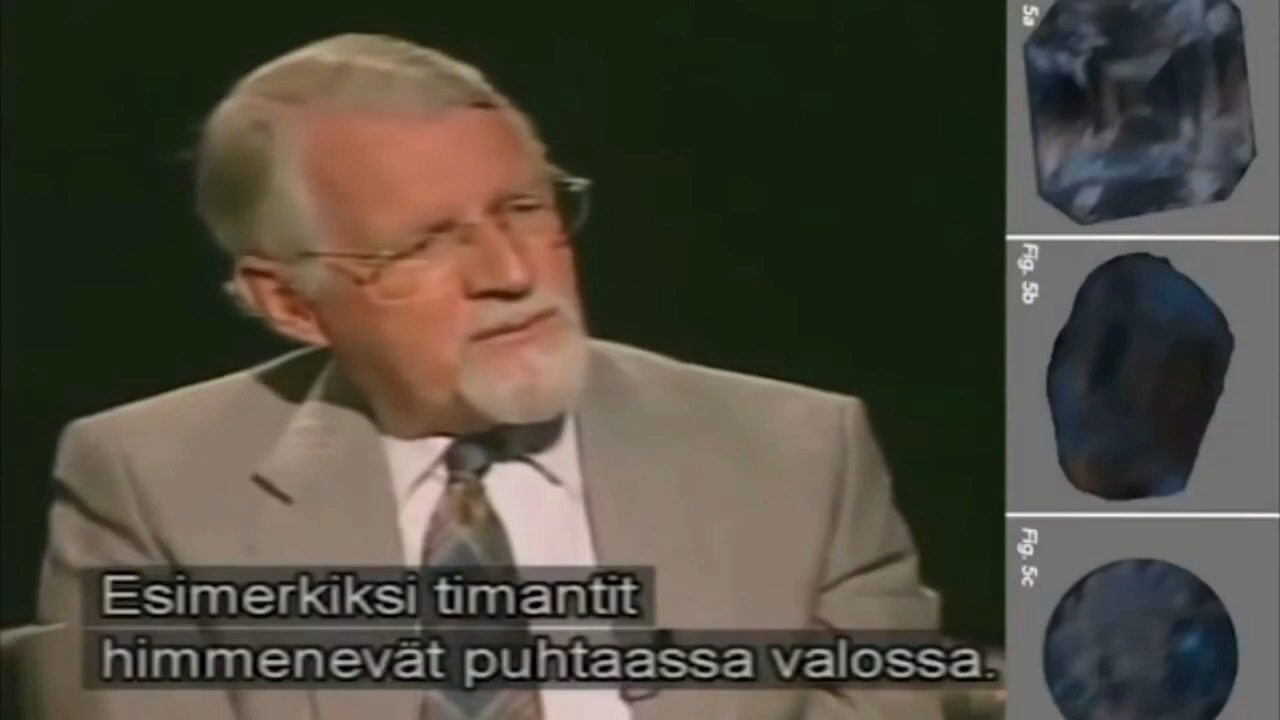 Esimerkiksi timantit
himmenevät puhtaassa valossa.
5a
Fig. 5b
Fig. 5c